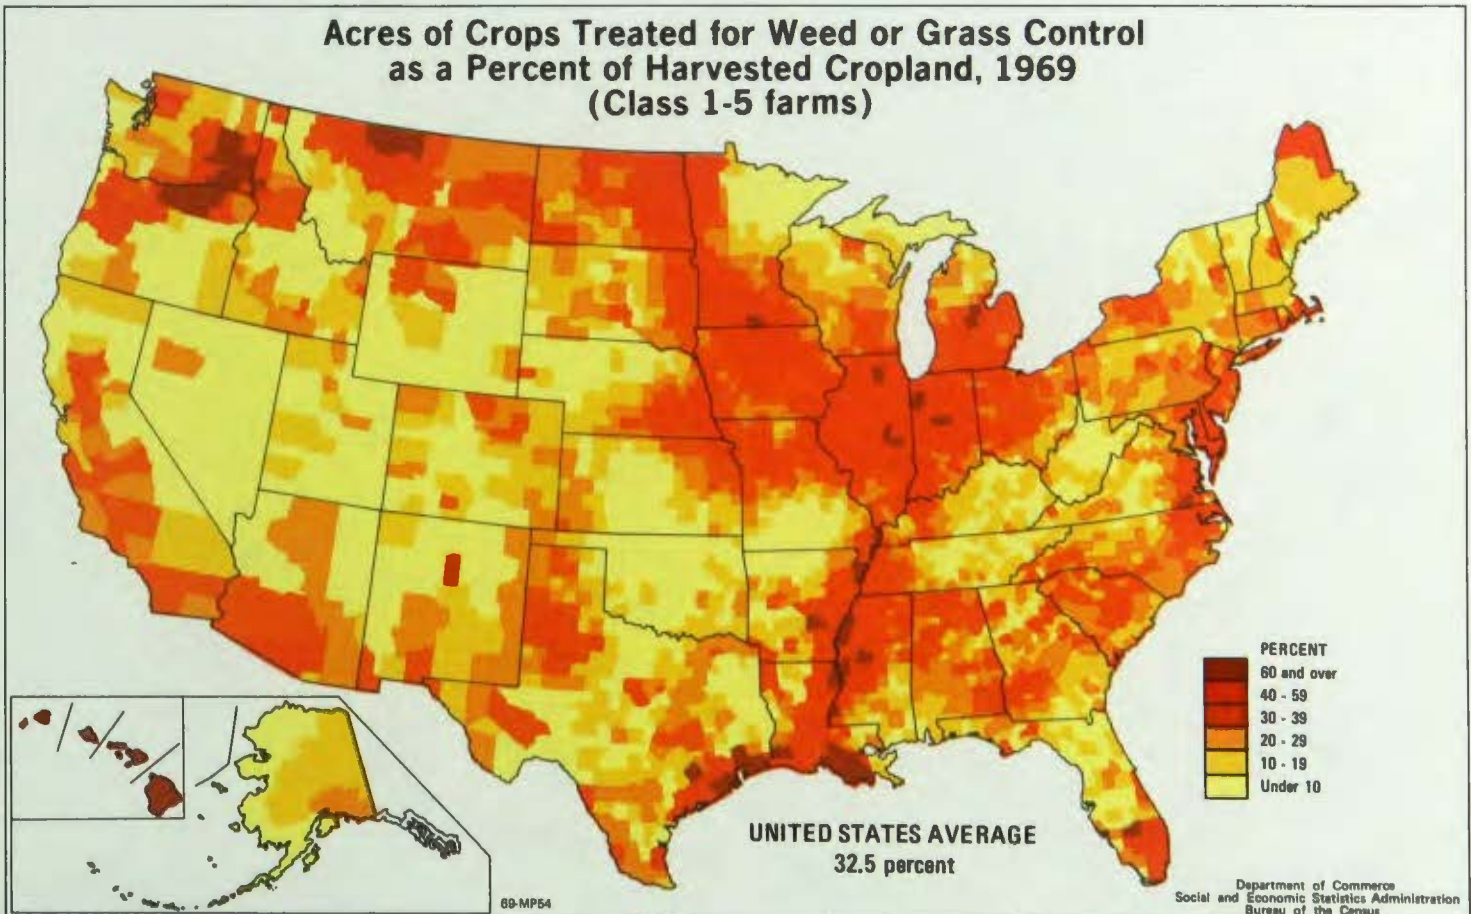 Acres of Crops Treated for Weed or Grass Control
as a Percent of Harvested Cropland, 1969
(Class 1-5 farms)
PERCENT
60 and over
40 - 59
30 - 39
20 - 29
10 - 19
Under 10
UNITED STATES AVERAGE
32.5 percent
69-MP54
Department of Commerce
Social and Economic Statistics Administration
Bureau of the Census